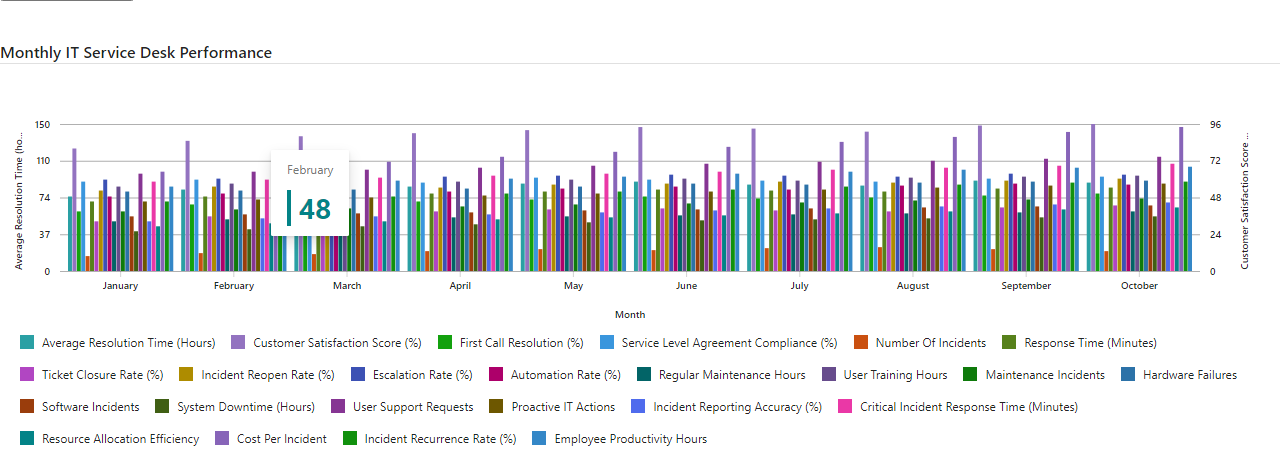 Monthly IT Service Desk Performance
Average Resolution Time (ho...
Customer Satisfaction Score ...
150
110
74
37
0
96
72
48
24
0
February
48
January
February
March
April
May
June
July
August
September
October
Month
Average Resolution Time (Hours)
Customer Satisfaction Score (%)
First Call Resolution (%)
Service Level Agreement Compliance (%)
Number Of Incidents
Response Time (Minutes)
Ticket Closure Rate (%)
Incident Reopen Rate (%)
Escalation Rate (%)
Automation Rate (%)
Regular Maintenance Hours
User Training Hours
Maintenance Incidents
Hardware Failures
Software Incidents
System Downtime (Hours)
User Support Requests
Proactive IT Actions
Incident Reporting Accuracy (%)
Critical Incident Response Time (Minutes)
Resource Allocation Efficiency
Cost Per Incident
Incident Recurrence Rate (%)
Employee Productivity Hours